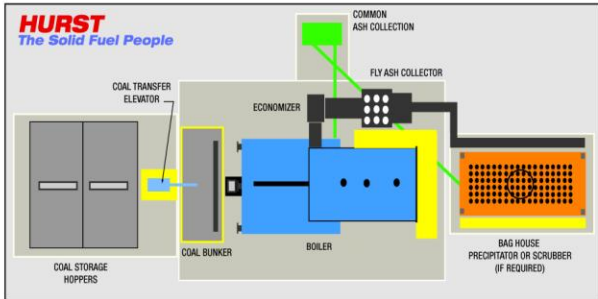 HURST
The Solid Fuel People
COMMON
ASH COLLECTION
FLY ASH COLLECTOR
COAL TRANSFER
ELEVATOR
ECONOMIZER
COAL STORAGE
HOPPERS
COAL BUNKER
BOILER
BAG HOUSE
PRECIPITATOR OR SCRUBBER
(IF REQUIRED)